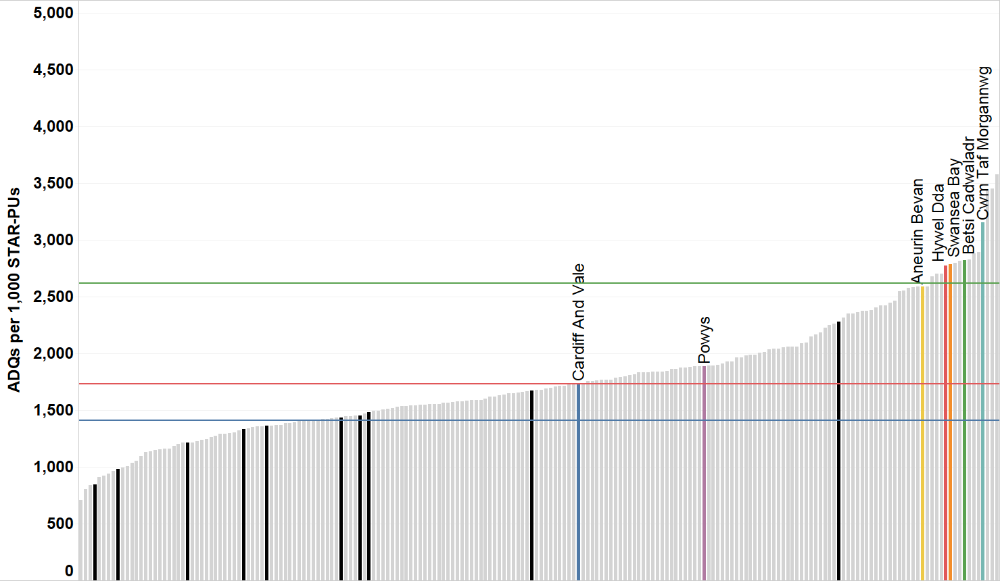 5,000
4,500
4,000
3,500
3,000
2,500
2,000
1,500
1,000
500
0
ADQs per 1,000 STAR-PUs
Cardiff And Vale
Powys
Aneurin Bevan
Hywel Dda
Swansea Bay
Betsi Cadwaladr
Cwm Taf Morgannwg